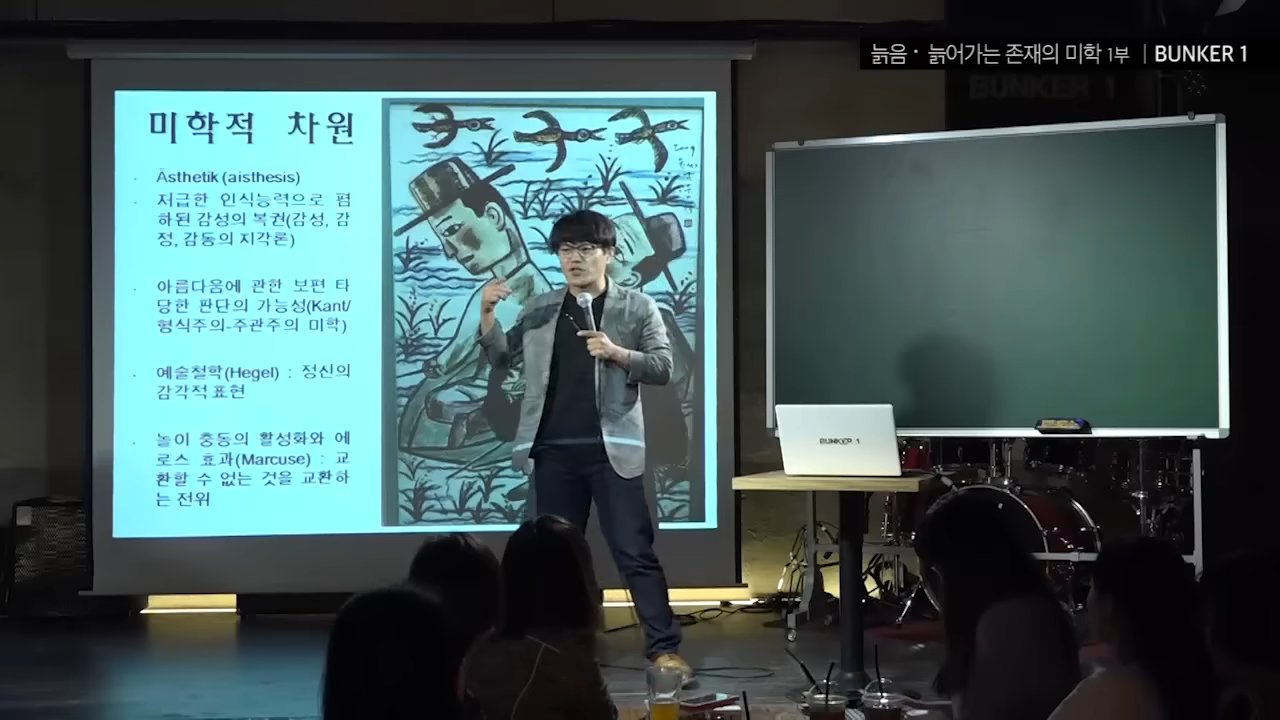 늙음· 늙어가는 존재의 미학 1부 | BUNKER 1
BUNKER 1
미학적 차원
· Ästhetik (aisthesis)
· 저급한 인식능력으로 폄
하된 감성의 복권(감성, 감
정, 감동의 지각론)
· 아름다움에 관한 보편 타
당한 판단의 가능성(Kant/
형식주의-주관주의 미학)
· 예술철학(Hegel) : 정신의
감각적 표현
· 놀이 충동의 활성화와 에
로스 효과(Marcuse) : 교
환할 수 없는 것을 교환하
는 전위
BUNKER 1